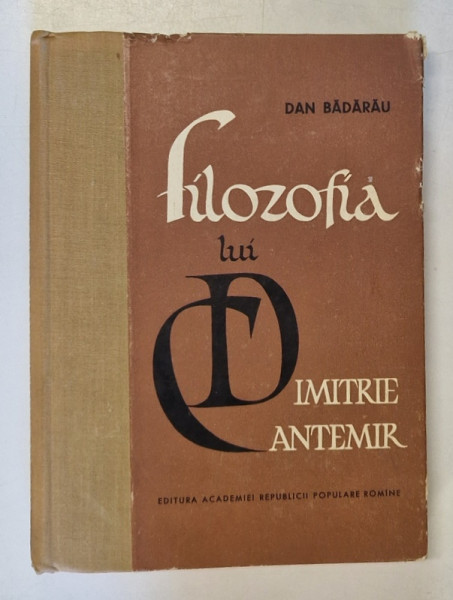 DAN BĂDĂRĂU
Filozofia
lui
DIMITRIE
CANTEMIR
EDITURA ACADEMIEI REPUBLICII POPULARE ROMÎNE